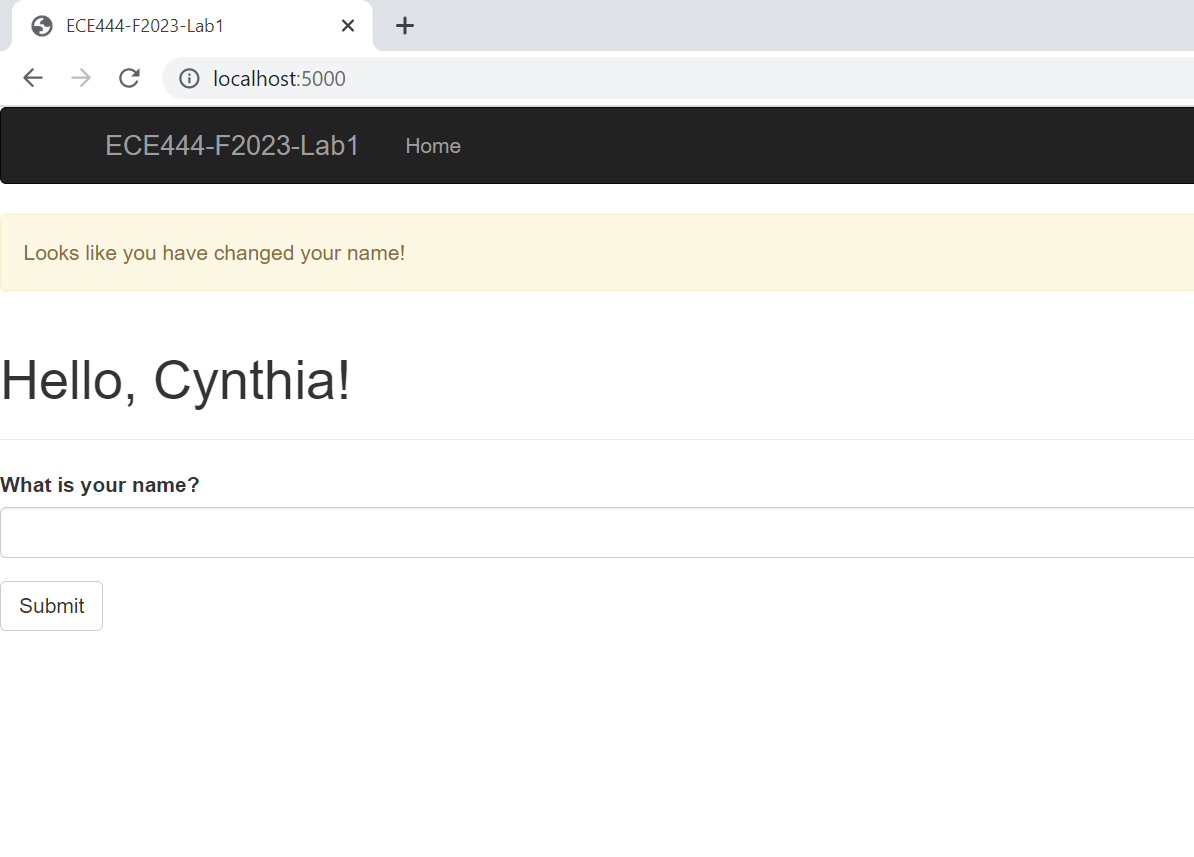 ECE444-F2023-Lab1
localhost:5000
ECE444-F2023-Lab1 Home
Looks like you have changed your name!
Hello, Cynthia!
What is your name?
Submit